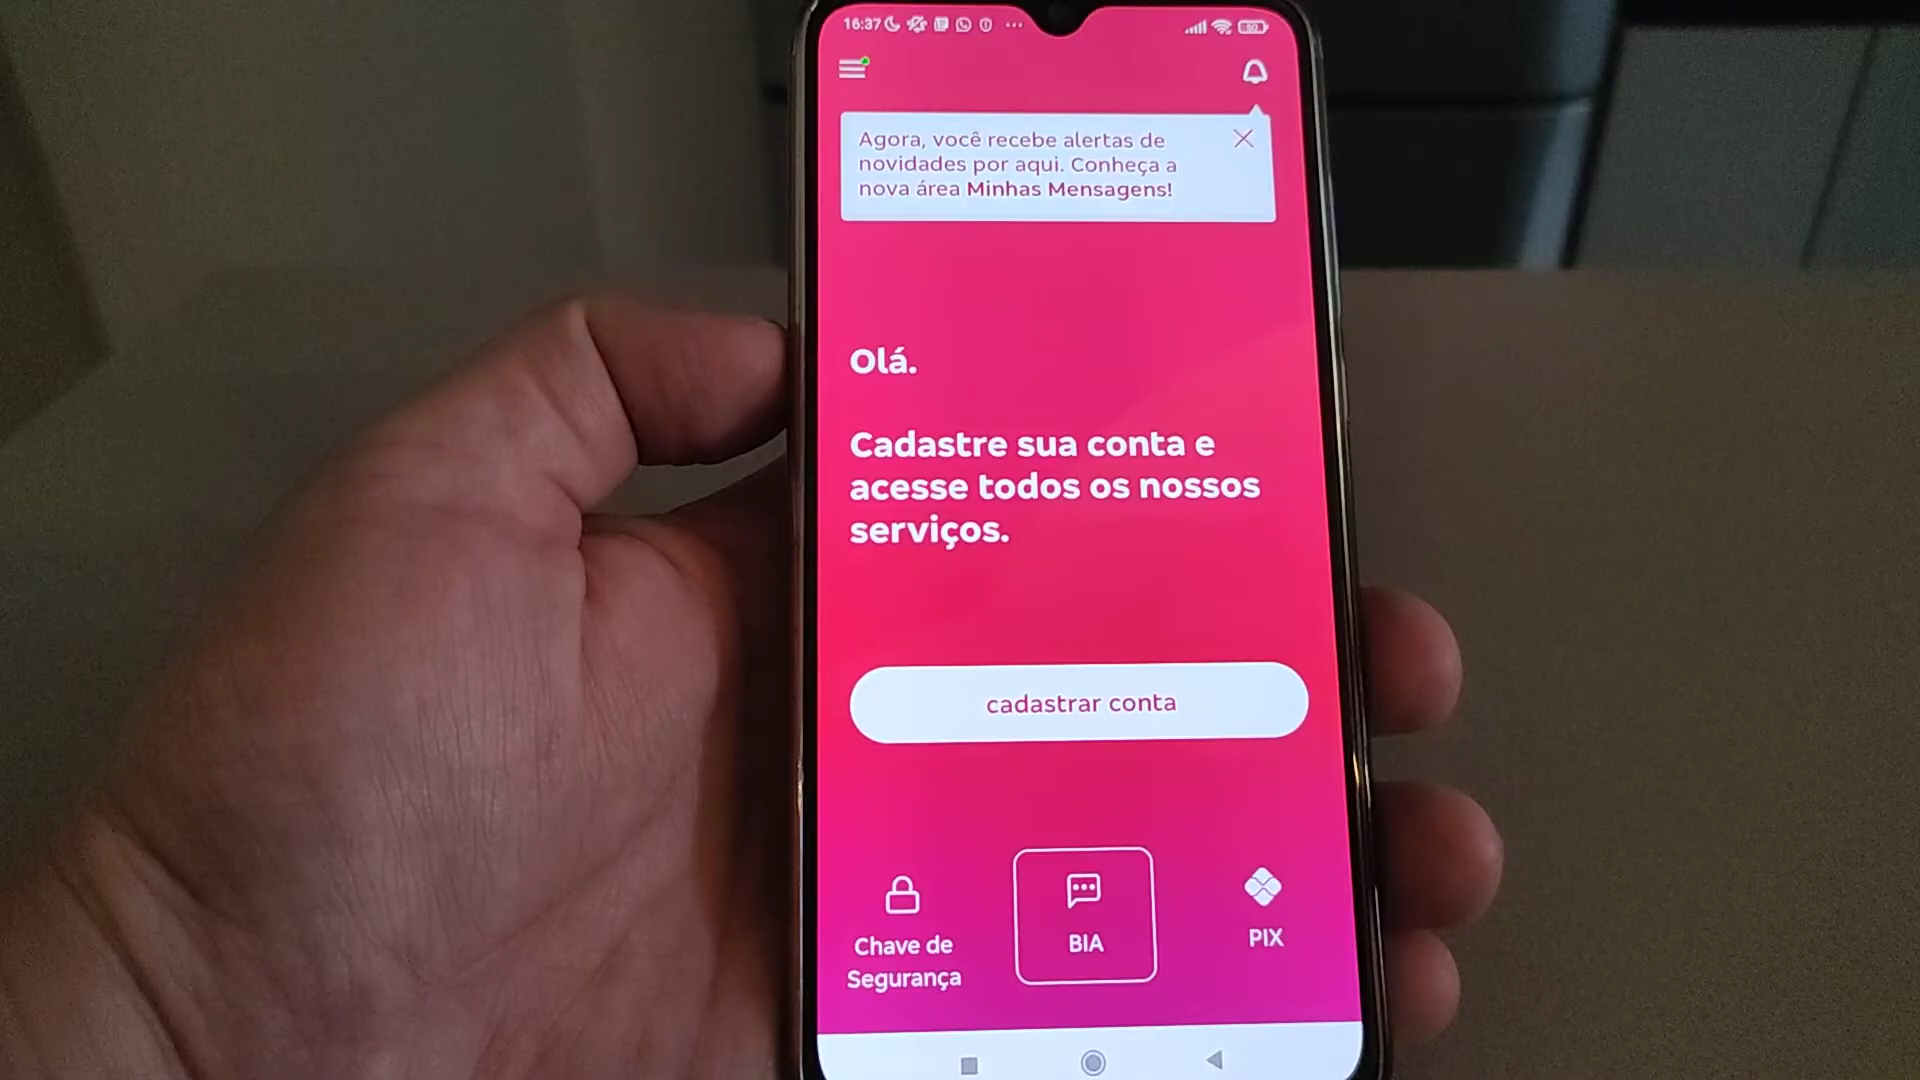 16:37
50
Agora, você recebe alertas de
novidades por aqui. Conheça a
nova área Minhas Mensagens!
Olá.
Cadastre sua conta e
acesse todos os nossos
serviços.
cadastrar conta
Chave de
Segurança
BIA
PIX